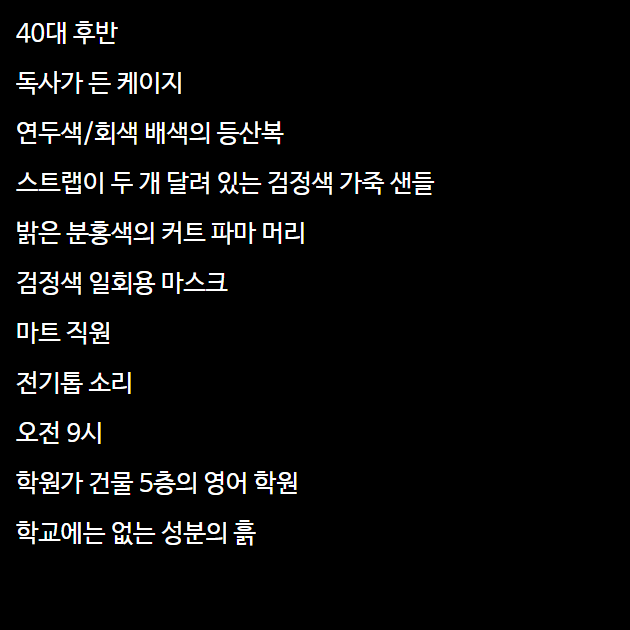 40대 후반
독사가 든 케이지
연두색/회색 배색의 등산복
스트랩이 두 개 달려 있는 검정색 가죽 샌들
밝은 분홍색의 커트 파마 머리
검정색 일회용 마스크
마트 직원
전기톱 소리
오전 9시
학원가 건물 5층의 영어 학원
학교에는 없는 성분의 흙